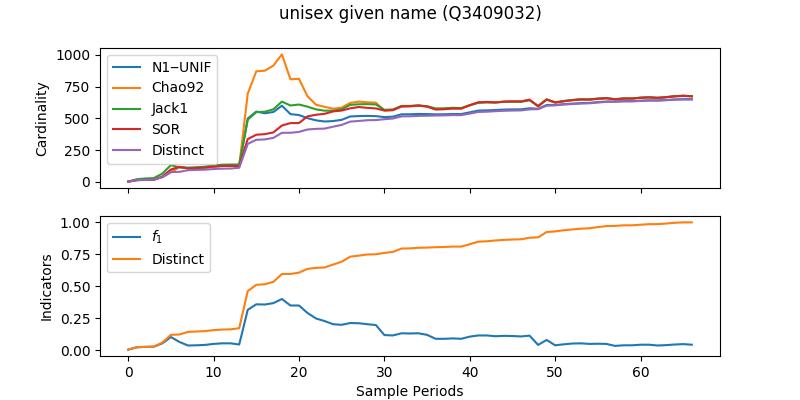 unisex given name (Q3409032)
1000
750
500
250
0
Cardinality
N1−UNIF
Chao92
Jack1
SOR
Distinct
1.00
0.75
0.50
0.25
0.00
Indicators
f1
Distinct
0 10 20 30 40 50 60
Sample Periods